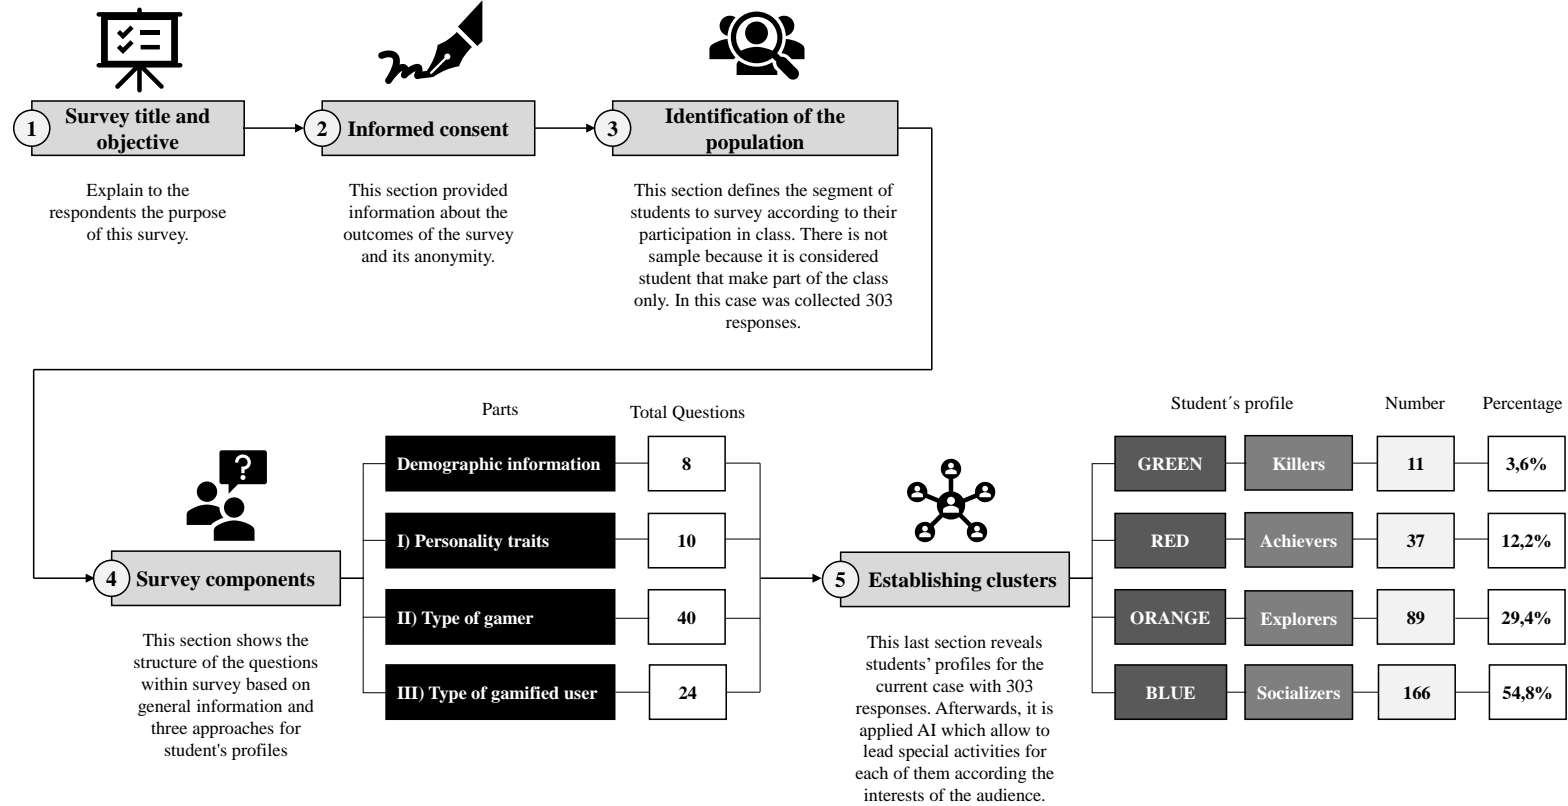 1
Survey title and
objective
Explain to the
respondents the purpose
of this survey.
2
Informed consent
This section provided
information about the
outcomes of the survey
and its anonymity.
3
Identification of the
population
This section defines the segment of
students to survey according to their
participation in class. There is not
sample because it is considered
student that make part of the class
only. In this case was collected 303
responses.
?
4
Survey components
This section shows the
structure of the questions
within survey based on
general information and
three approaches for
student's profiles
Parts
Total Questions
Demographic information
8
I) Personality traits
10
II) Type of gamer
40
III) Type of gamified user
24
5
Establishing clusters
This last section reveals
students’ profiles for the
current case with 303
responses. Afterwards, it is
applied AI which allow to
lead special activities for
each of them according the
interests of the audience.
Student´s profile
Number
Percentage
GREEN
Killers
11
3,6%
RED
Achievers
37
12,2%
ORANGE
Explorers
89
29,4%
BLUE
Socializers
166
54,8%